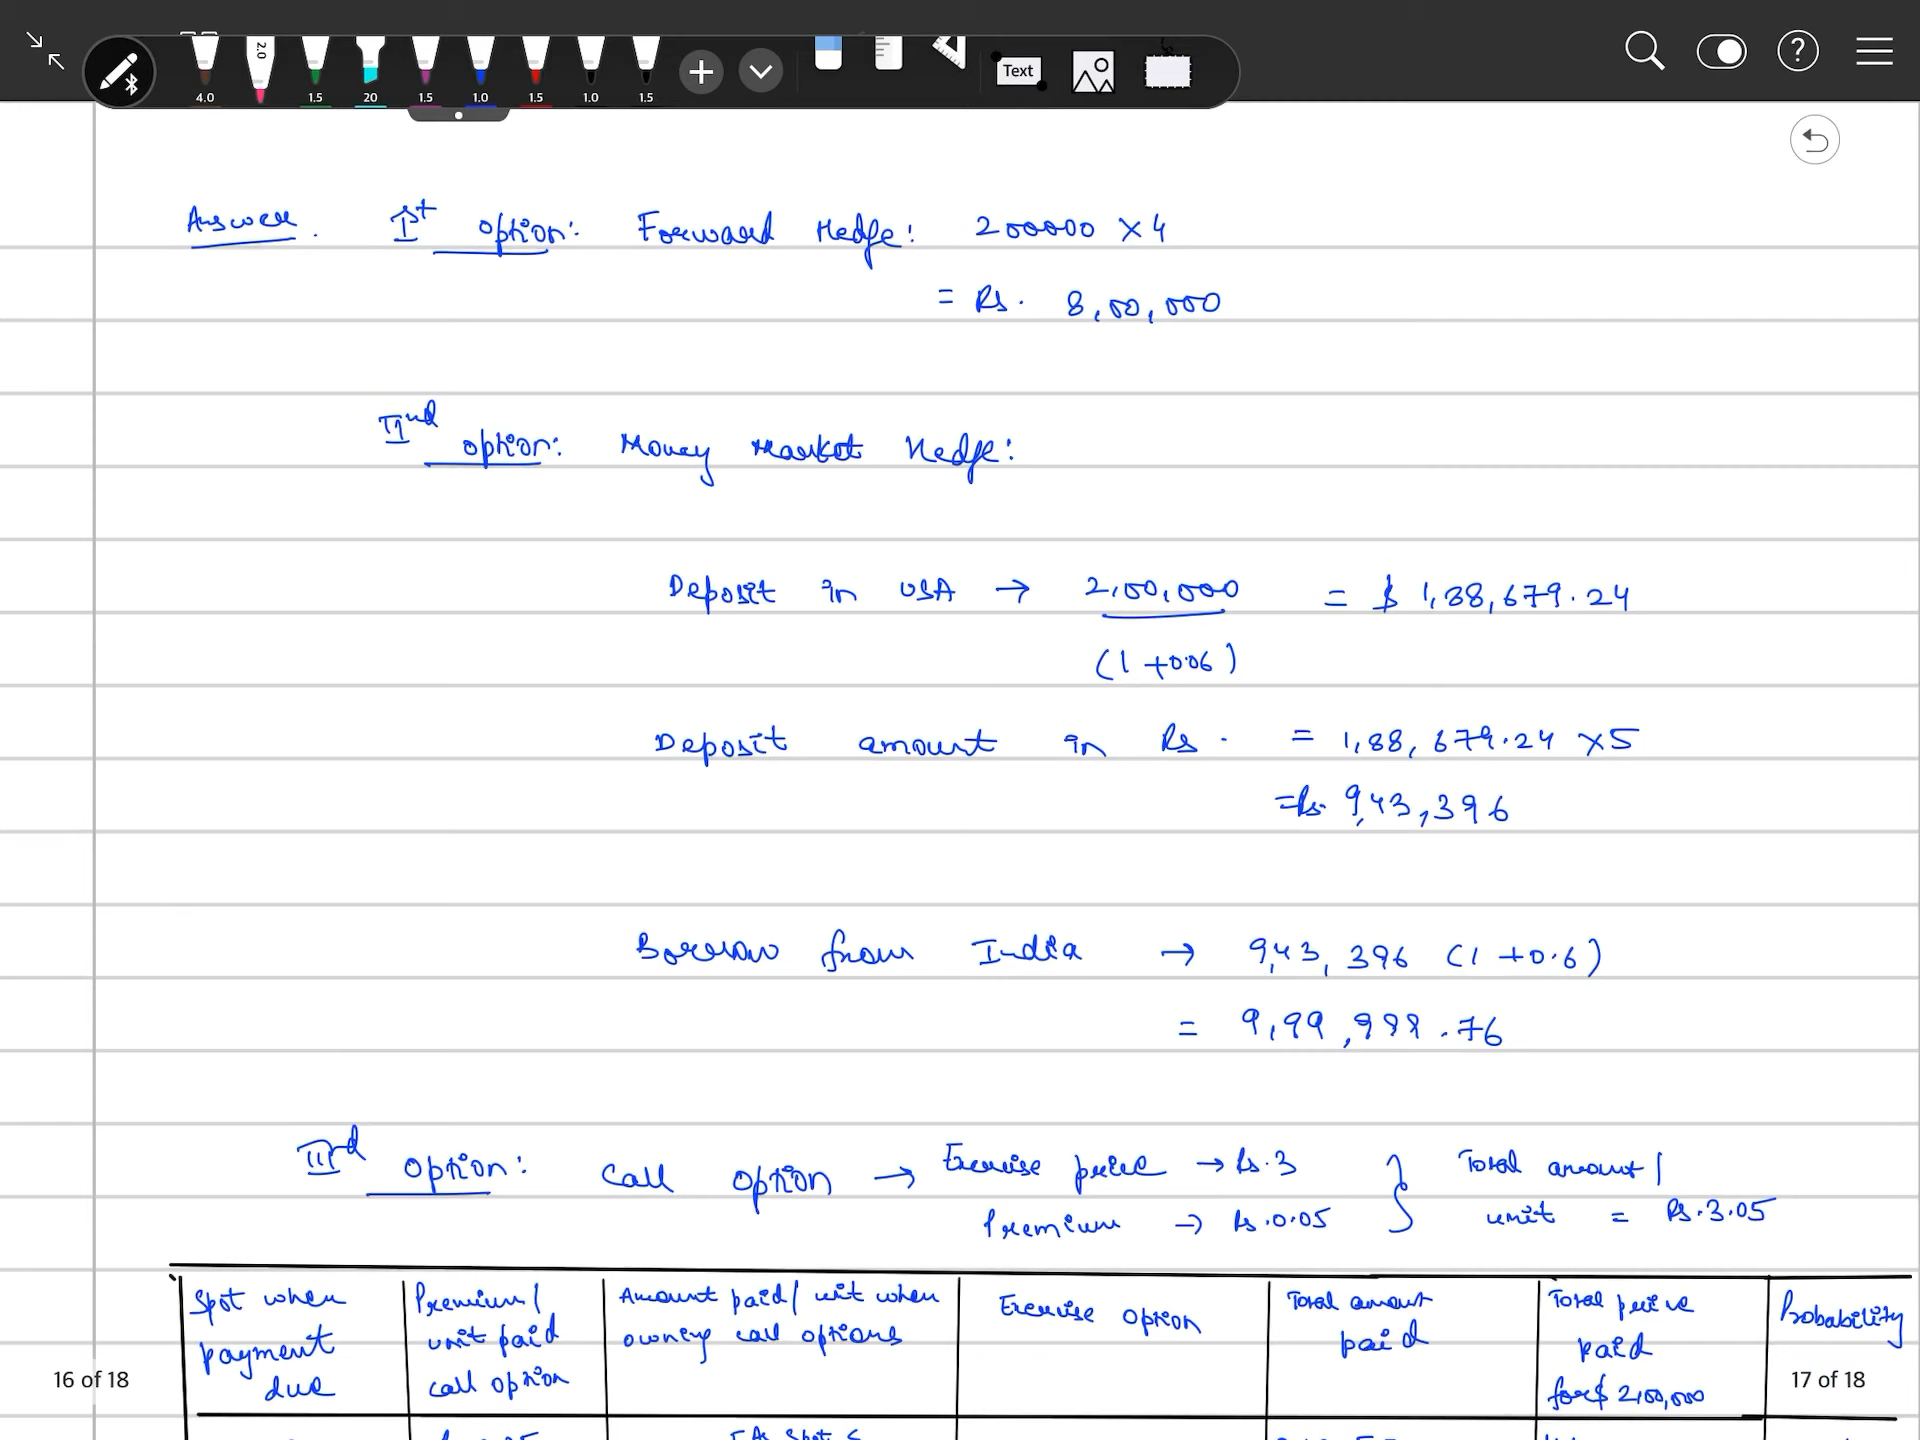 4.0 2.0 1.5 20 1.5 1.0 1.5 1.0 1.5 Text
Answer. Ist option: Forward Hedge: 200000 × 4
= Rs. 8,00,000
IInd option: Money Market Hedge:
Deposit in USA → 2,00,000 = $ 1,88,679.24
(1 + 0.06)
Deposit amount in Rs. = 1,88,679.24 × 5
= Rs. 9,43,396
Borrow from India → 9,43,396 (1 + 0.6)
= 9,99,999.76
IIIrd option: Call option → Exercise price → Rs.3 } Total amount /
Premium → Rs.0.05 unit = Rs.3.05
Spot when payment due
Premium / unit paid call option
Amount paid / unit when owning call options
Exercise option
Total amount paid
Total price paid for $ 2,00,000
Probability
16 of 18
17 of 18